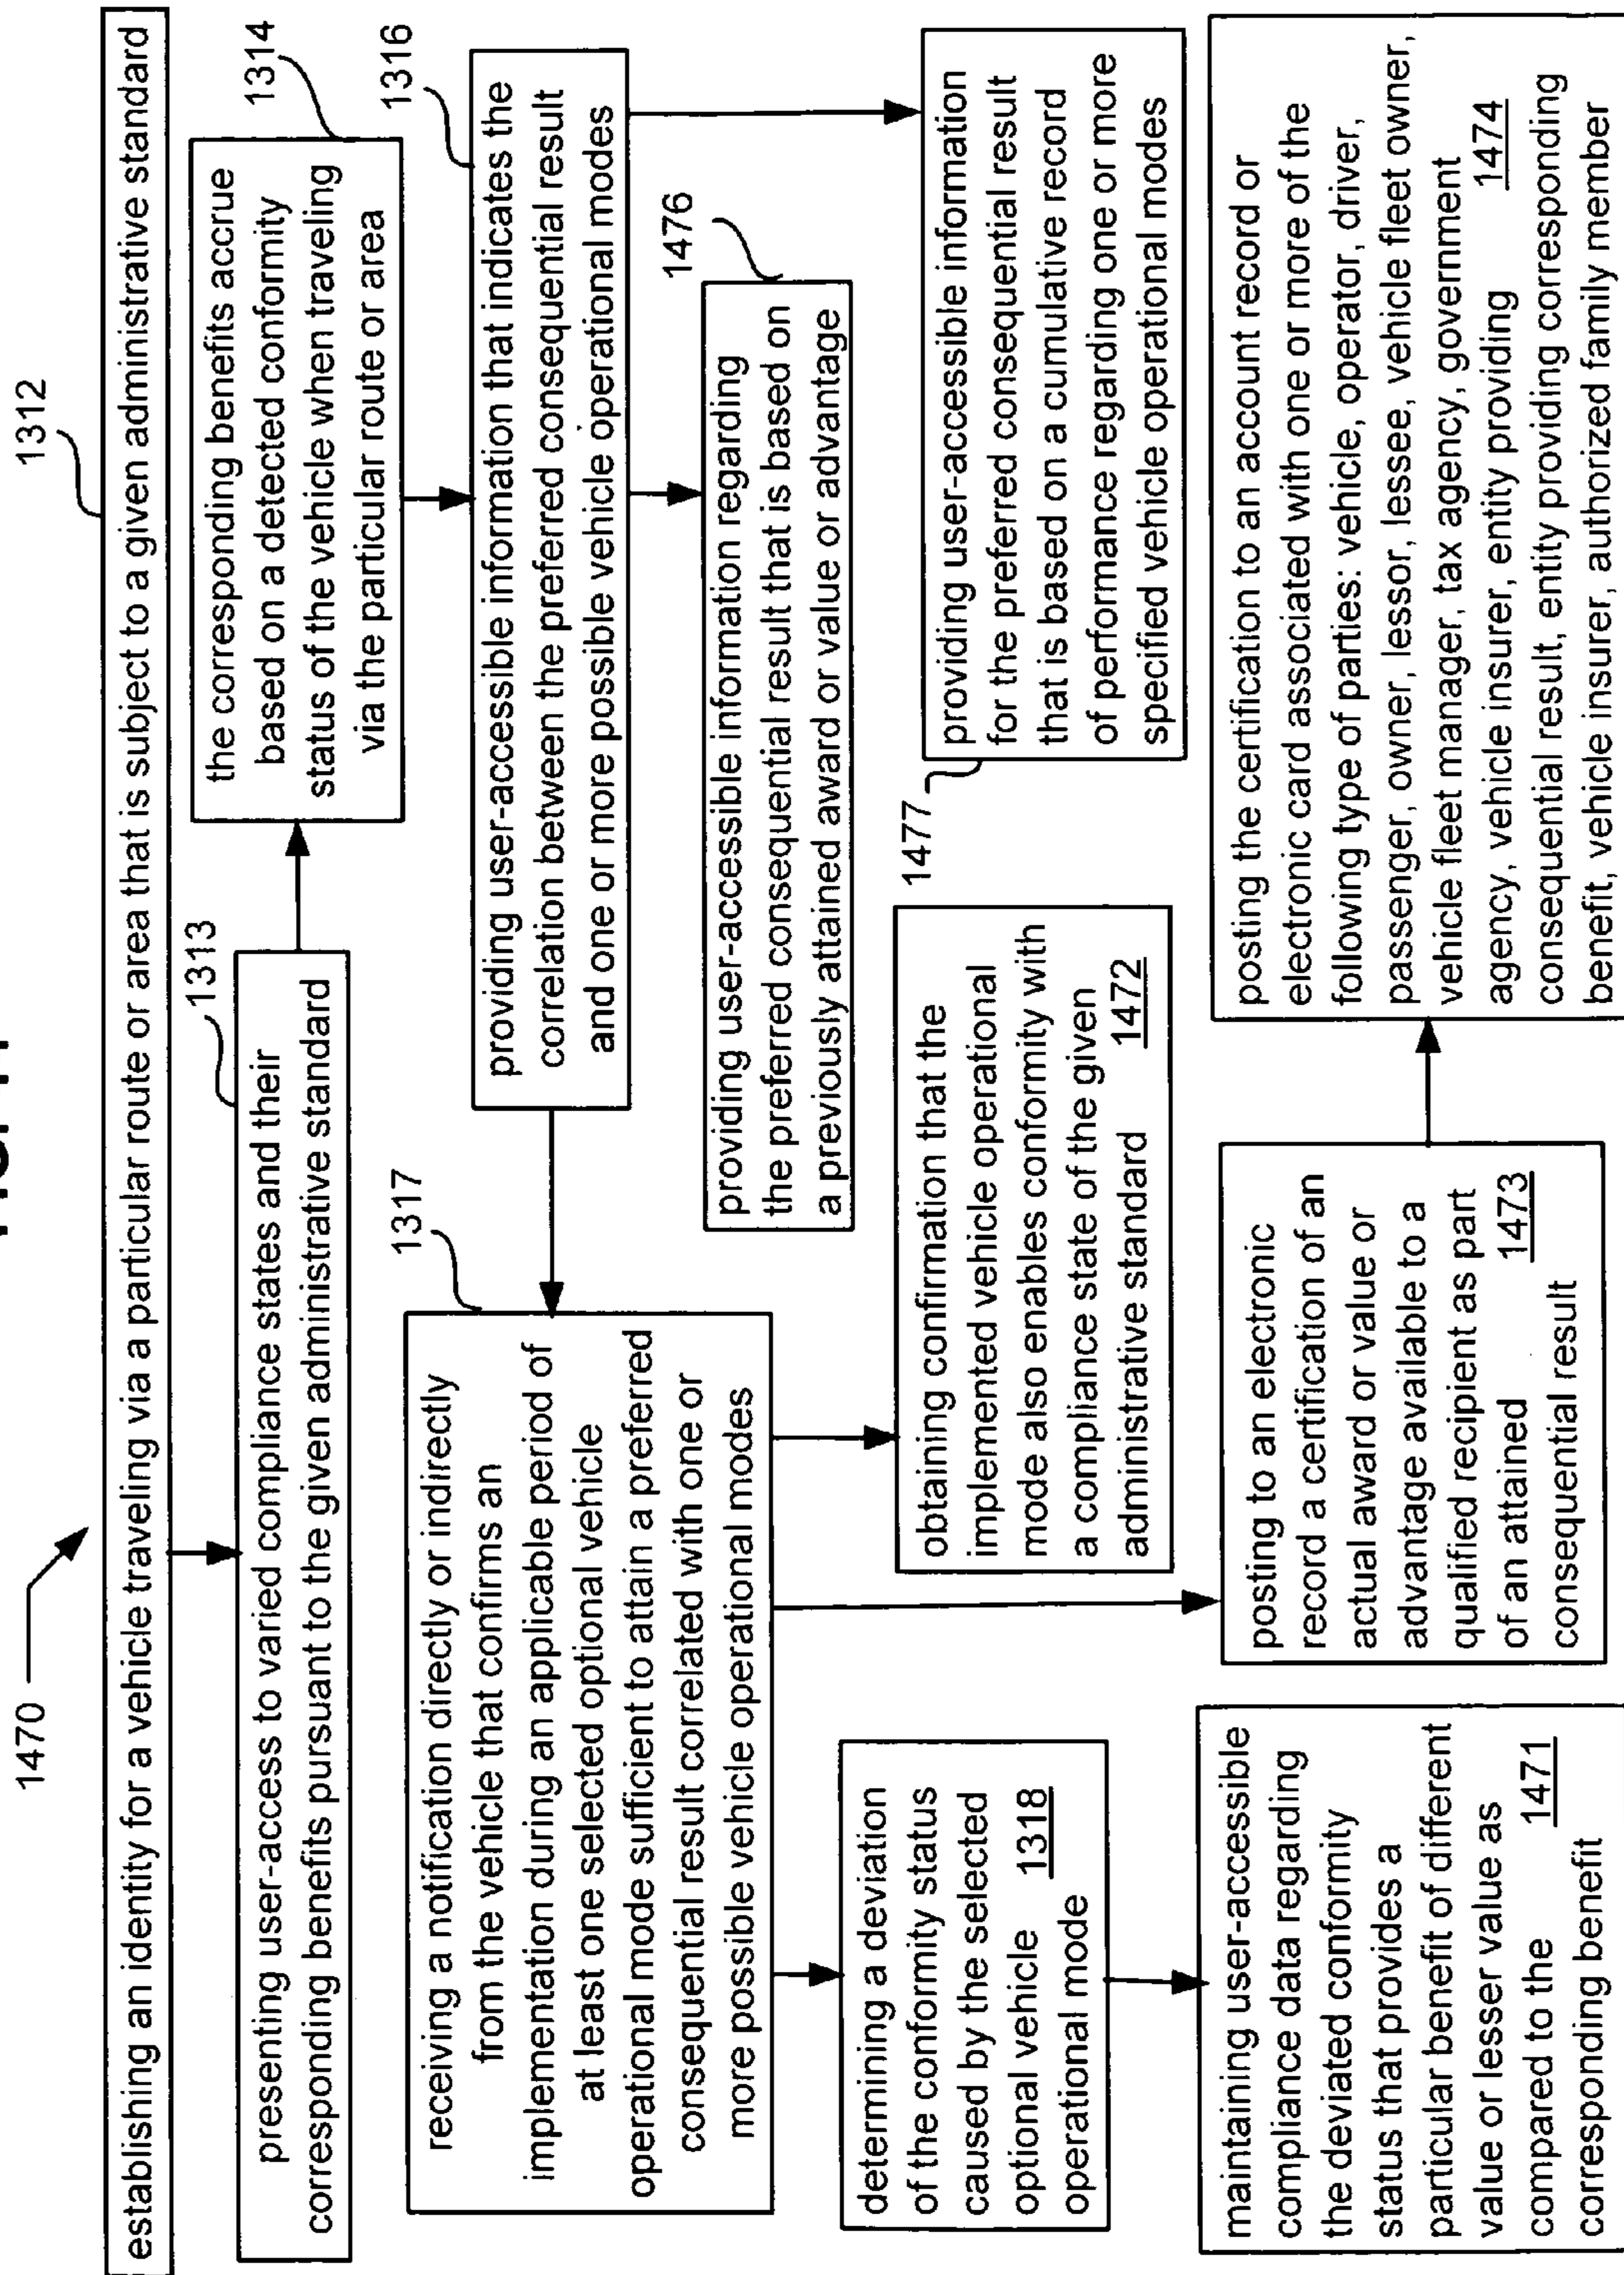 1470
1312
establishing an identity for a vehicle traveling via a particular route or area that is subject to a given administrative standard
1313
presenting user-access to varied compliance states and their
corresponding benefits pursuant to the given administrative standard
1314
the corresponding benefits accrue
based on a detected conformity
status of the vehicle when traveling
via the particular route or area
1316
providing user-accessible information that indicates the
correlation between the preferred consequential result
and one or more possible vehicle operational modes
1317
receiving a notification directly or indirectly
from the vehicle that confirms an
implementation during an applicable period of
at least one selected optional vehicle
operational mode sufficient to attain a preferred
consequential result correlated with one or
more possible vehicle operational modes
1476
providing user-accessible information regarding
the preferred consequential result that is based on
a previously attained award or value or advantage
1477
providing user-accessible information
for the preferred consequential result
that is based on a cumulative record
of performance regarding one or more
specified vehicle operational modes
determining a deviation
of the conformity status
caused by the selected
optional vehicle 1318
operational mode
obtaining confirmation that the
implemented vehicle operational
mode also enables conformity with
a compliance state of the given
administrative standard 1472
maintaining user-accessible
compliance data regarding
the deviated conformity
status that provides a
particular benefit of different
value or lesser value as
compared to the 1471
corresponding benefit
posting to an electronic
record a certification of an
actual award or value or
advantage available to a
qualified recipient as part
of an attained 1473
consequential result
posting the certification to an account record or
electronic card associated with one or more of the
following type of parties: vehicle, operator, driver,
passenger, owner, lessor, lessee, vehicle fleet owner,
vehicle fleet manager, tax agency, government
agency, vehicle insurer, entity providing 1474
consequential result, entity providing corresponding
benefit, vehicle insurer, authorized family member